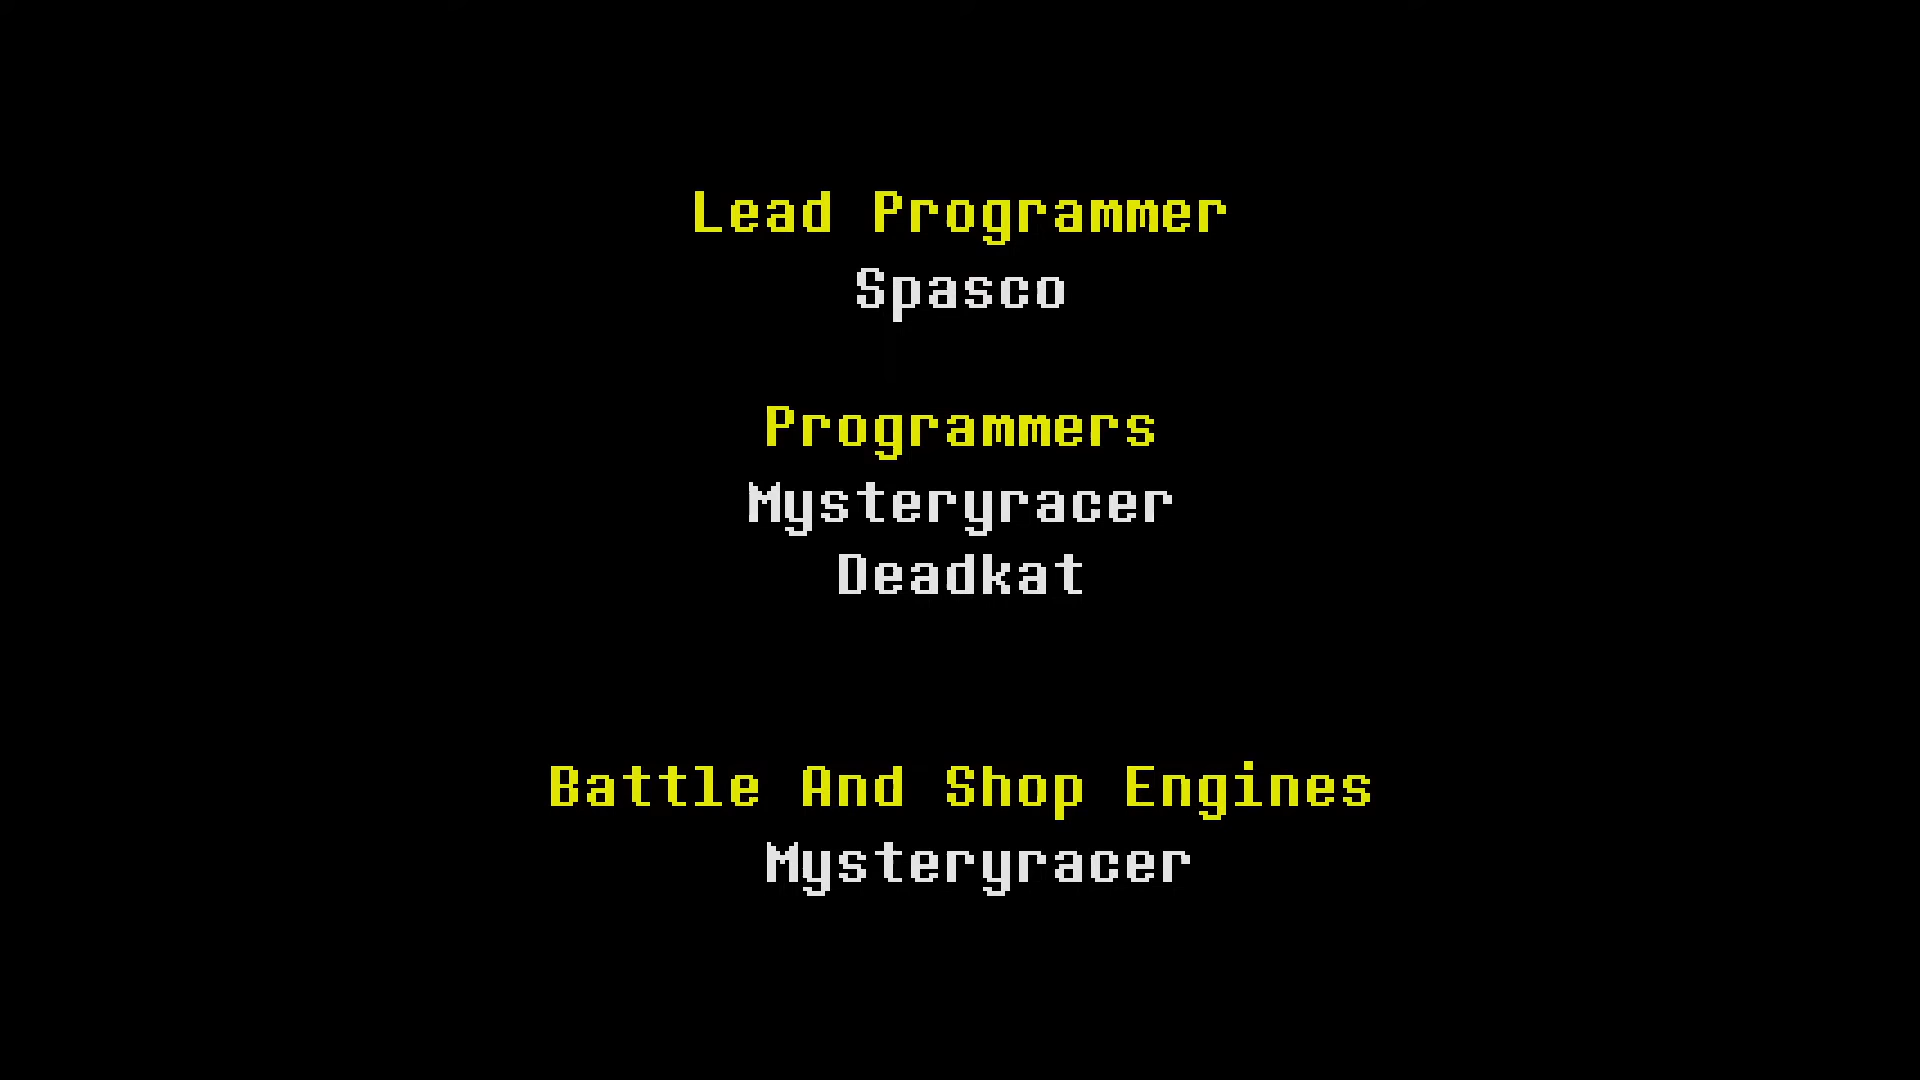 Lead Programmer
Spasco
Programmers
Mysteryracer
Deadkat
Battle And Shop Engines
Mysteryracer